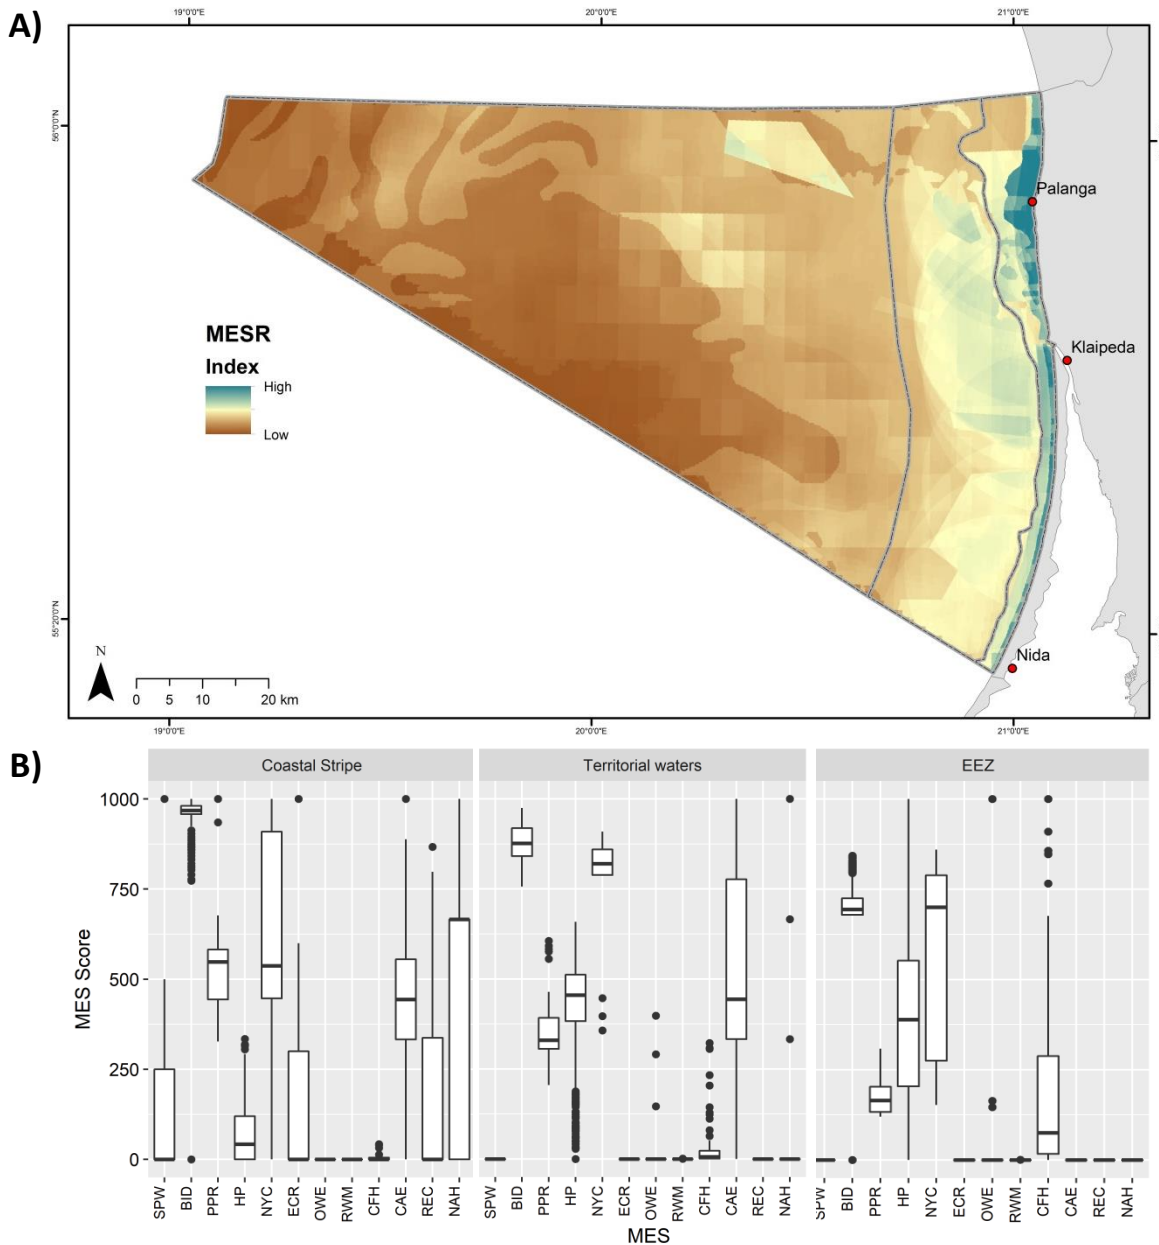 A)
19°0'0"E 20°0'0"E 21°0'0"E
56°0'0"N
Palanga
MESR
Index
High
Low
Klaipeda
55°20'0"N
Nida
N
0 5 10 20 km
19°0'0"E 20°0'0"E 21°0'0"E
B)
Coastal Stripe Territorial waters EEZ
1000
750
500
250
0
MES Score
SPW BID PPR HP NYC ECR OWE RWM CPH CAE REC NAH
SPW BID PPR HP NYC ECR OWE RWM CFH CAE REC NAH
SPW BID PPR HP NYC ECR OWE RWM CFH CAE REC NAH
MES